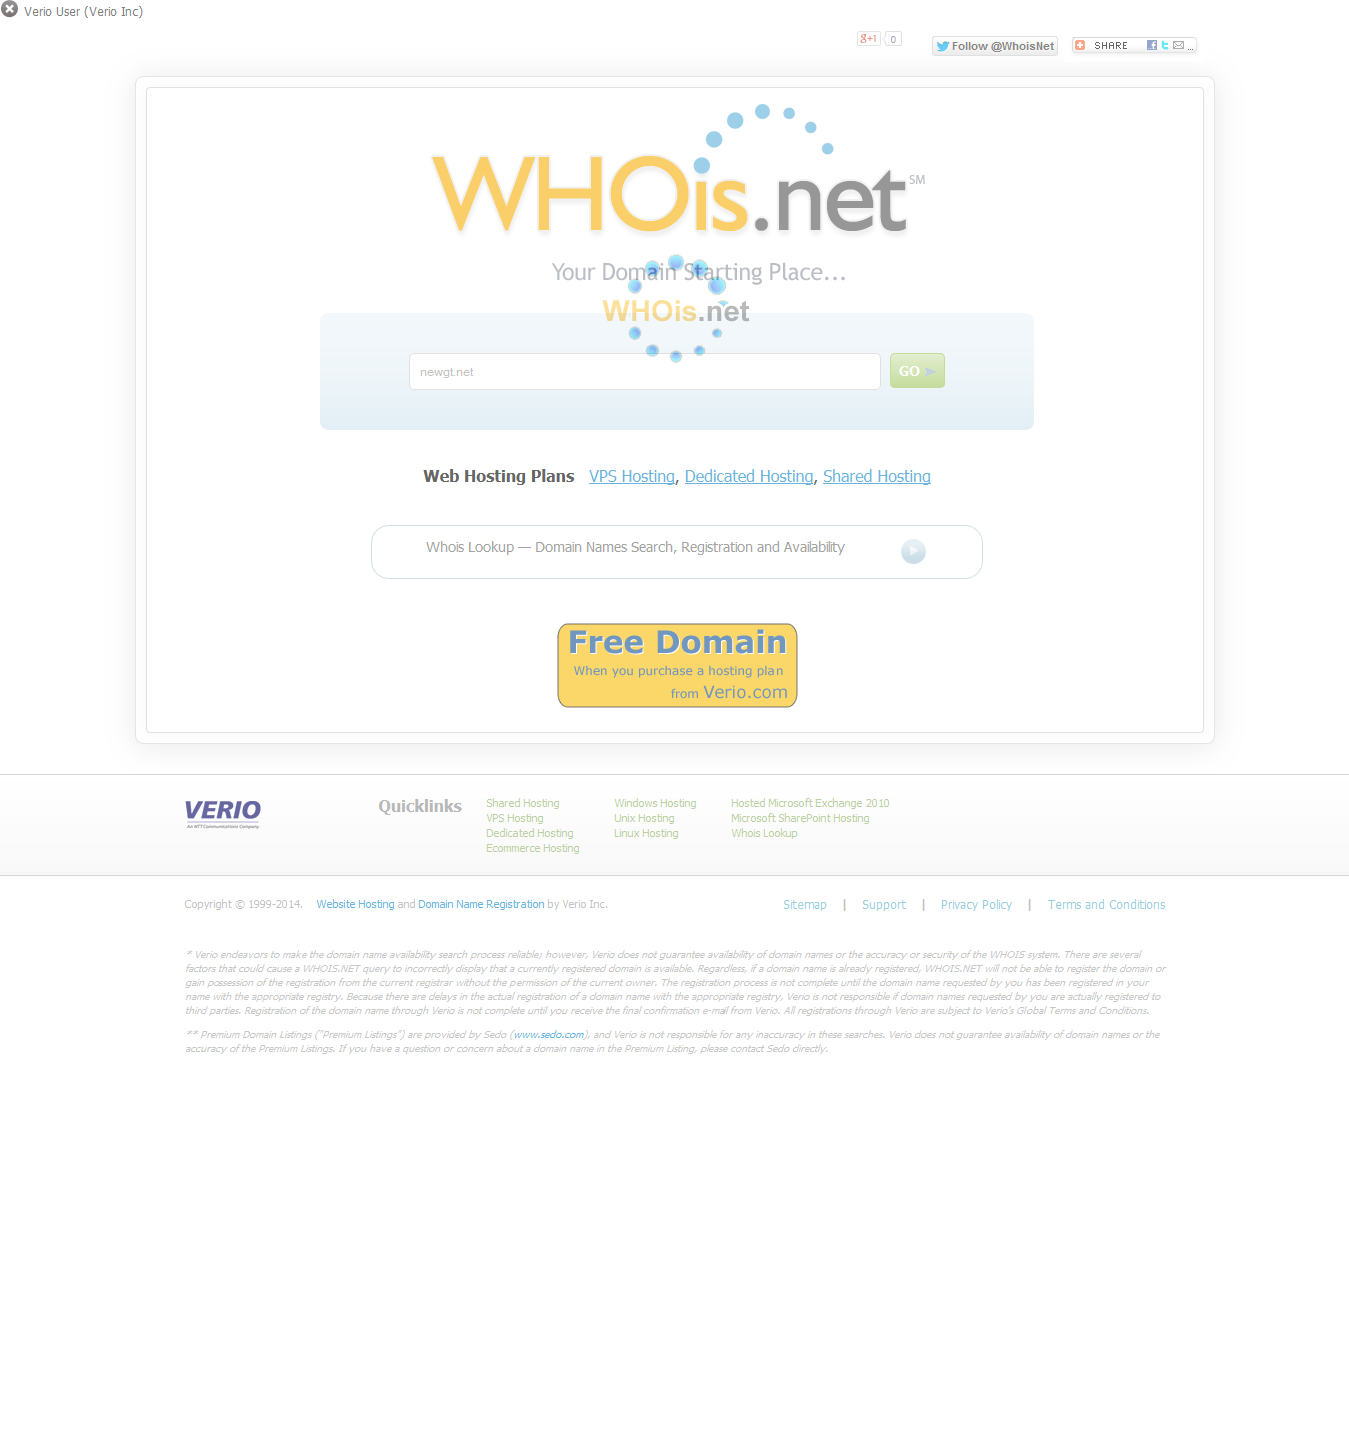 Verio User (Verio Inc)
g+1 0 Follow @WhoisNet SHARE ...
WHOis.net SM
Your Domain Starting Place...
WHOis.net
newgt.net GO
Web Hosting Plans VPS Hosting, Dedicated Hosting, Shared Hosting
Whois Lookup — Domain Names Search, Registration and Availability
Free Domain
When you purchase a hosting plan
from Verio.com
VERIO
An NTT Communications Company
Quicklinks
Shared Hosting
VPS Hosting
Dedicated Hosting
Ecommerce Hosting
Windows Hosting
Unix Hosting
Linux Hosting
Hosted Microsoft Exchange 2010
Microsoft SharePoint Hosting
Whois Lookup
Copyright © 1999-2014. Website Hosting and Domain Name Registration by Verio Inc.
Sitemap | Support | Privacy Policy | Terms and Conditions
* Verio endeavors to make the domain name availability search process reliable; however, Verio does not guarantee availability of domain names or the accuracy or security of the WHOIS system. There are several
factors that could cause a WHOIS.NET query to incorrectly display that a currently registered domain is available. Regardless, if a domain name is already registered, WHOIS.NET will not be able to register the domain or
gain possession of the registration from the current registrar without the permission of the current owner. The registration process is not complete until the domain name requested by you has been registered in your
name with the appropriate registry. Because there are delays in the actual registration of a domain name with the appropriate registry, Verio is not responsible if domain names requested by you are actually registered to
third parties. Registration of the domain name through Verio is not complete until you receive the final confirmation e-mail from Verio. All registrations through Verio are subject to Verio's Global Terms and Conditions.
** Premium Domain Listings ("Premium Listings") are provided by Sedo (www.sedo.com), and Verio is not responsible for any inaccuracy in these searches. Verio does not guarantee availability of domain names or the
accuracy of the Premium Listings. If you have a question or concern about a domain name in the Premium Listing, please contact Sedo directly.